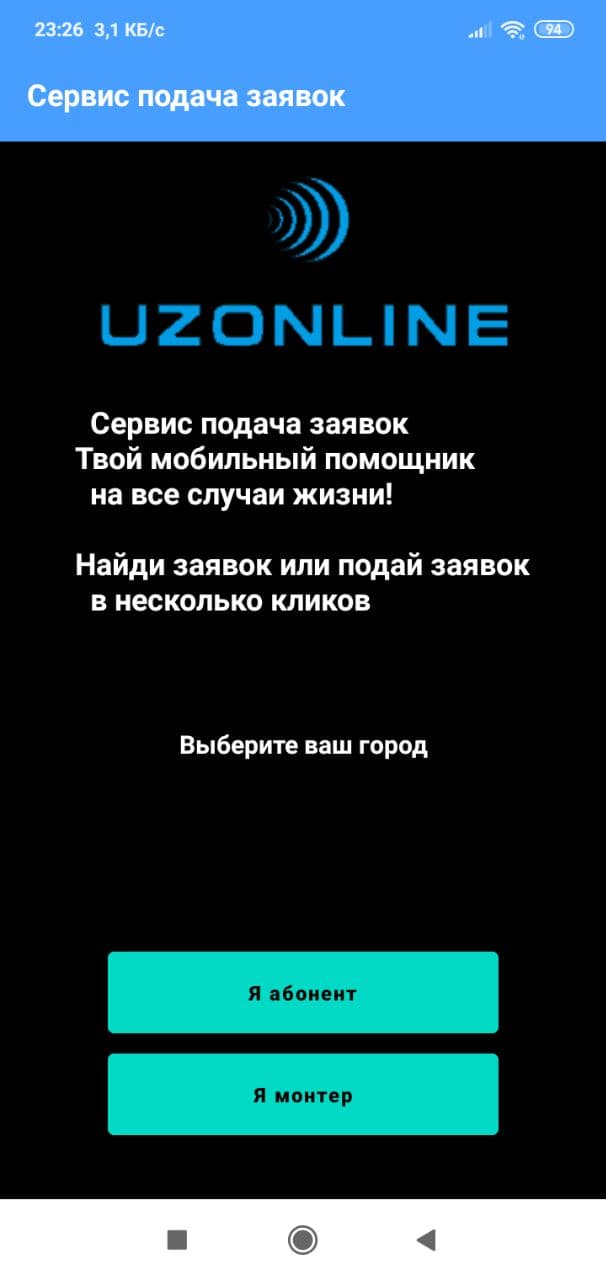 23:26 3,1 КБ/с 94
Сервис подача заявок
UZONLINE
Сервис подача заявок
Твой мобильный помощник
на все случаи жизни!
Найди заявок или подай заявок
в несколько кликов
Выберите ваш город
Я абонент
Я монтер